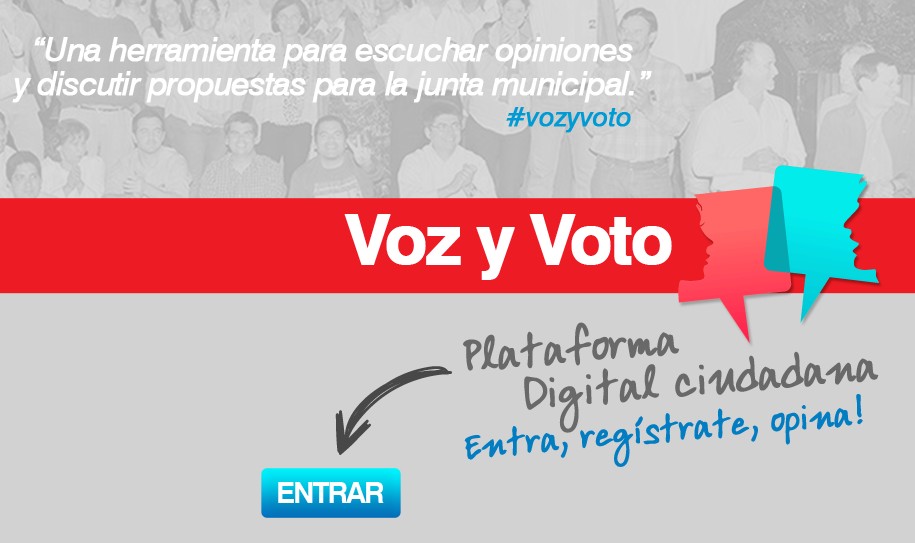 “Una herramienta para escuchar opiniones
y discutir propuestas para la junta municipal.”
#vozyvoto
Voz y Voto
Plataforma
Digital ciudadana
Entra, regístrate, opina!
ENTRAR